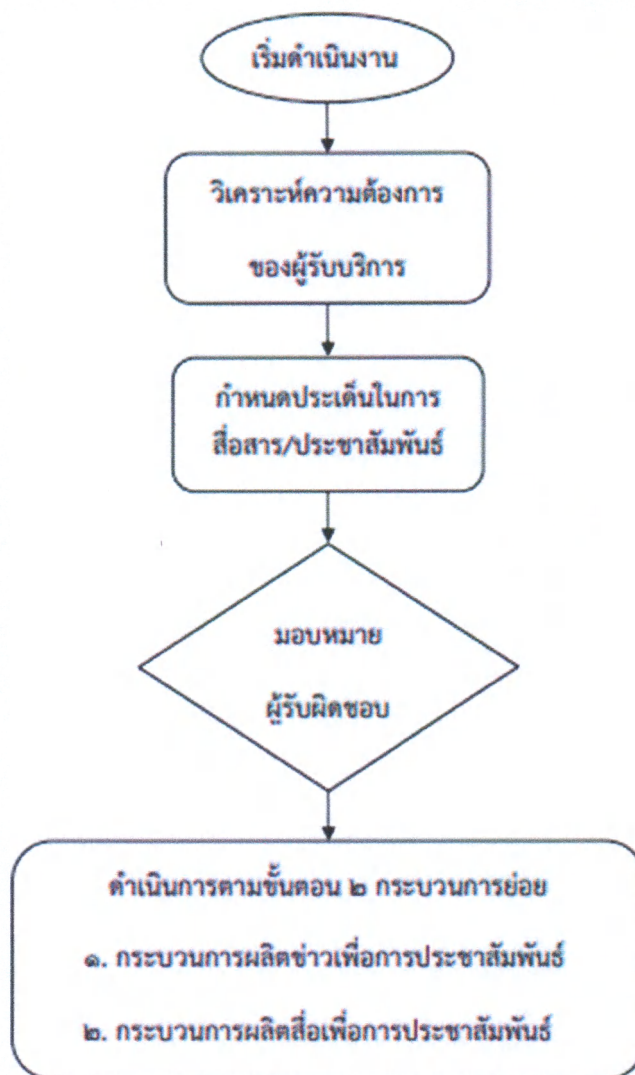 เริ่มดำเนินงาน
วิเคราะห์ความต้องการ
ของผู้รับบริการ
กำหนดประเด็นในการ
สื่อสาร/ประชาสัมพันธ์
มอบหมาย
ผู้รับผิดชอบ
ดำเนินการตามขั้นตอน ๒ กระบวนการย่อย
๑. กระบวนการผลิตข่าวเพื่อการประชาสัมพันธ์
๒. กระบวนการผลิตสื่อเพื่อการประชาสัมพันธ์